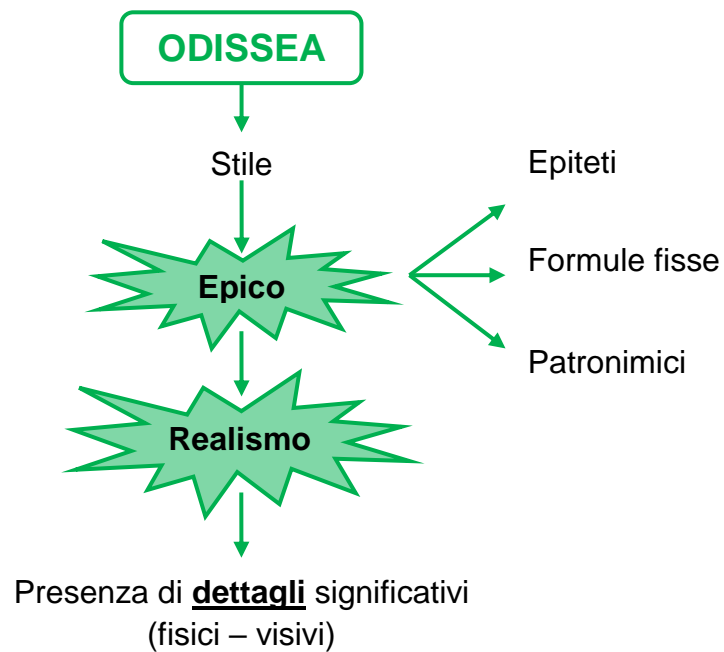 ODISSEA
Stile
Epico
Epiteti
Formule fisse
Patronimici
Realismo
Presenza di dettagli significativi
(fisici – visivi)